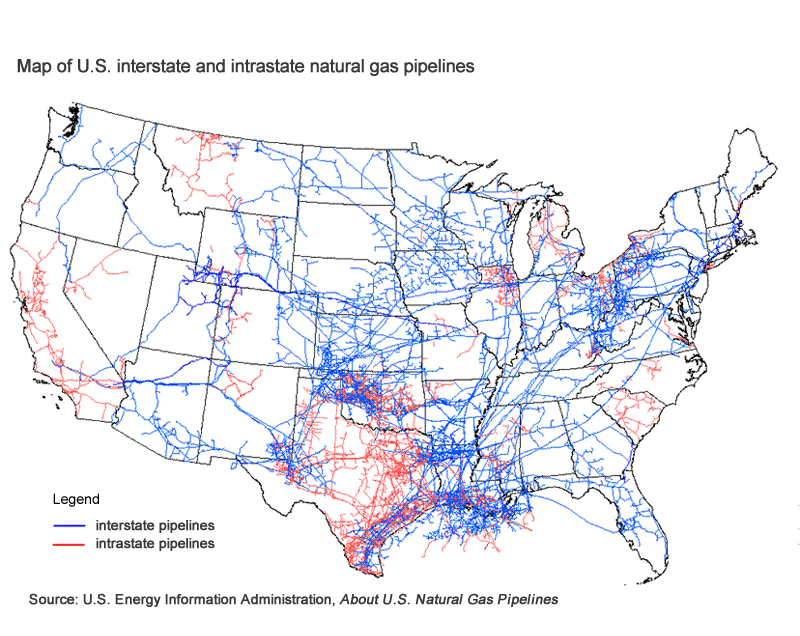 Map of U.S. interstate and intrastate natural gas pipelines
Legend
interstate pipelines
intrastate pipelines
Source: U.S. Energy Information Administration, About U.S. Natural Gas Pipelines